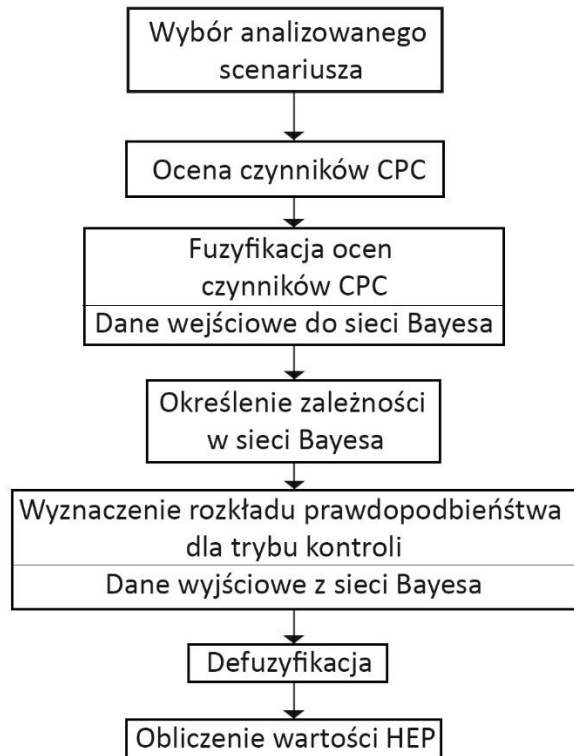 Wybór analizowanego
scenariusza
Ocena czynników CPC
Fuzyfikacja ocen
czynników CPC
Dane wejściowe do sieci Bayesa
Określenie zależności
w sieci Bayesa
Wyznaczenie rozkładu prawdopodbieńśtwa
dla trybu kontroli
Dane wyjściowe z sieci Bayesa
Defuzyfikacja
Obliczenie wartości HEP